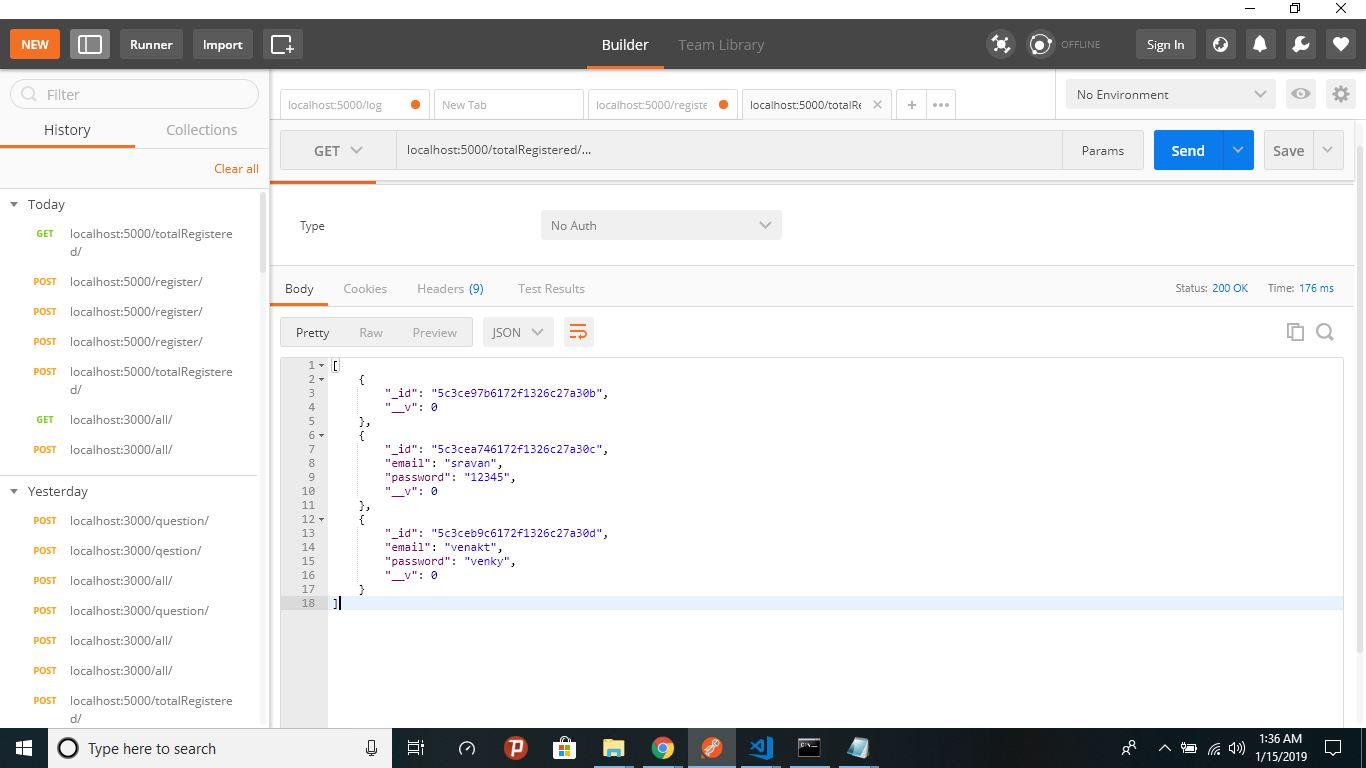 NEW
Runner
Import
Builder
Team Library
OFFLINE
Sign In
Filter
History
Collections
Clear all
Today
GET localhost:5000/totalRegistere
d/
POST localhost:5000/register/
POST localhost:5000/register/
POST localhost:5000/register/
POST localhost:5000/totalRegistere
d/
GET localhost:3000/all/
POST localhost:3000/all/
Yesterday
POST localhost:3000/question/
POST localhost:3000/qestion/
POST localhost:3000/all/
POST localhost:3000/question/
POST localhost:3000/all/
POST localhost:3000/all/
POST localhost:5000/totalRegistere
d/
localhost:5000/log
New Tab
localhost:5000/registe
localhost:5000/totalRe
No Environment
GET
localhost:5000/totalRegistered/...
Params
Send
Save
Type
No Auth
Body
Cookies
Headers (9)
Test Results
Status: 200 OK
Time: 176 ms
Pretty
Raw
Preview
JSON
1 [
2 {
3 "_id": "5c3ce97b6172f1326c27a30b",
4 "__v": 0
5 },
6 {
7 "_id": "5c3cea746172f1326c27a30c",
8 "email": "sravan",
9 "password": "12345",
10 "__v": 0
11 },
12 {
13 "_id": "5c3ceb9c6172f1326c27a30d",
14 "email": "venakt",
15 "password": "venky",
16 "__v": 0
17 }
18 ]
Type here to search
1:36 AM
1/15/2019